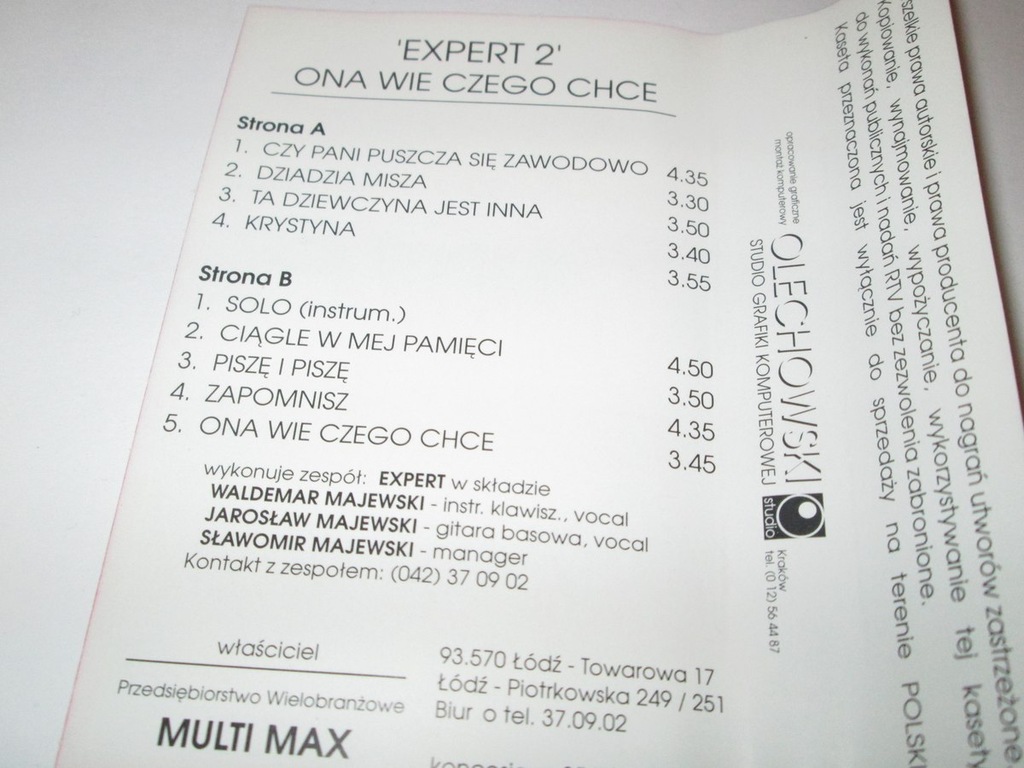 'EXPERT 2'
ONA WIE CZEGO CHCE
Strona A
1. CZY PANI PUSZCZA SIĘ ZAWODOWO 4.35
2. DZIADZIA MISZA 3.30
3. TA DZIEWCZYNA JEST INNA 3.50
4. KRYSTYNA 3.40
3.55
Strona B
1. SOLO (instrum.)
2. CIĄGLE W MEJ PAMIĘCI 4.50
3. PISZĘ I PISZĘ 3.50
4. ZAPOMNISZ 4.35
5. ONA WIE CZEGO CHCE 3.45
wykonuje zespół: EXPERT w składzie
WALDEMAR MAJEWSKI - instr. klawisz., vocal
JAROSŁAW MAJEWSKI - gitara basowa, vocal
SŁAWOMIR MAJEWSKI - manager
Kontakt z zespołem: (042) 37 09 02
właściciel
Przedsiębiorstwo Wielobranżowe
MULTI MAX
93.570 Łódź - Towarowa 17
Łódź - Piotrkowska 249 / 251
Biur o tel. 37.09.02
opracowanie graficzne
montaż komputerowy
OLECHOWSKI
STUDIO GRAFIKI KOMPUTEROWEJ
studio
Kraków
tel. (0 12) 56 44 87
szelkie prawa autorskie i prawa producenta do nagrań utworów zastrzeżone.
Kopiowanie, wynajmowanie, wypożyczanie, wykorzystywanie tej kasety
do wykonań publicznych i nadań RTV bez zezwolenia zabronione.
Kaseta przeznaczona jest wyłącznie do sprzedaży na terenie POLSKI